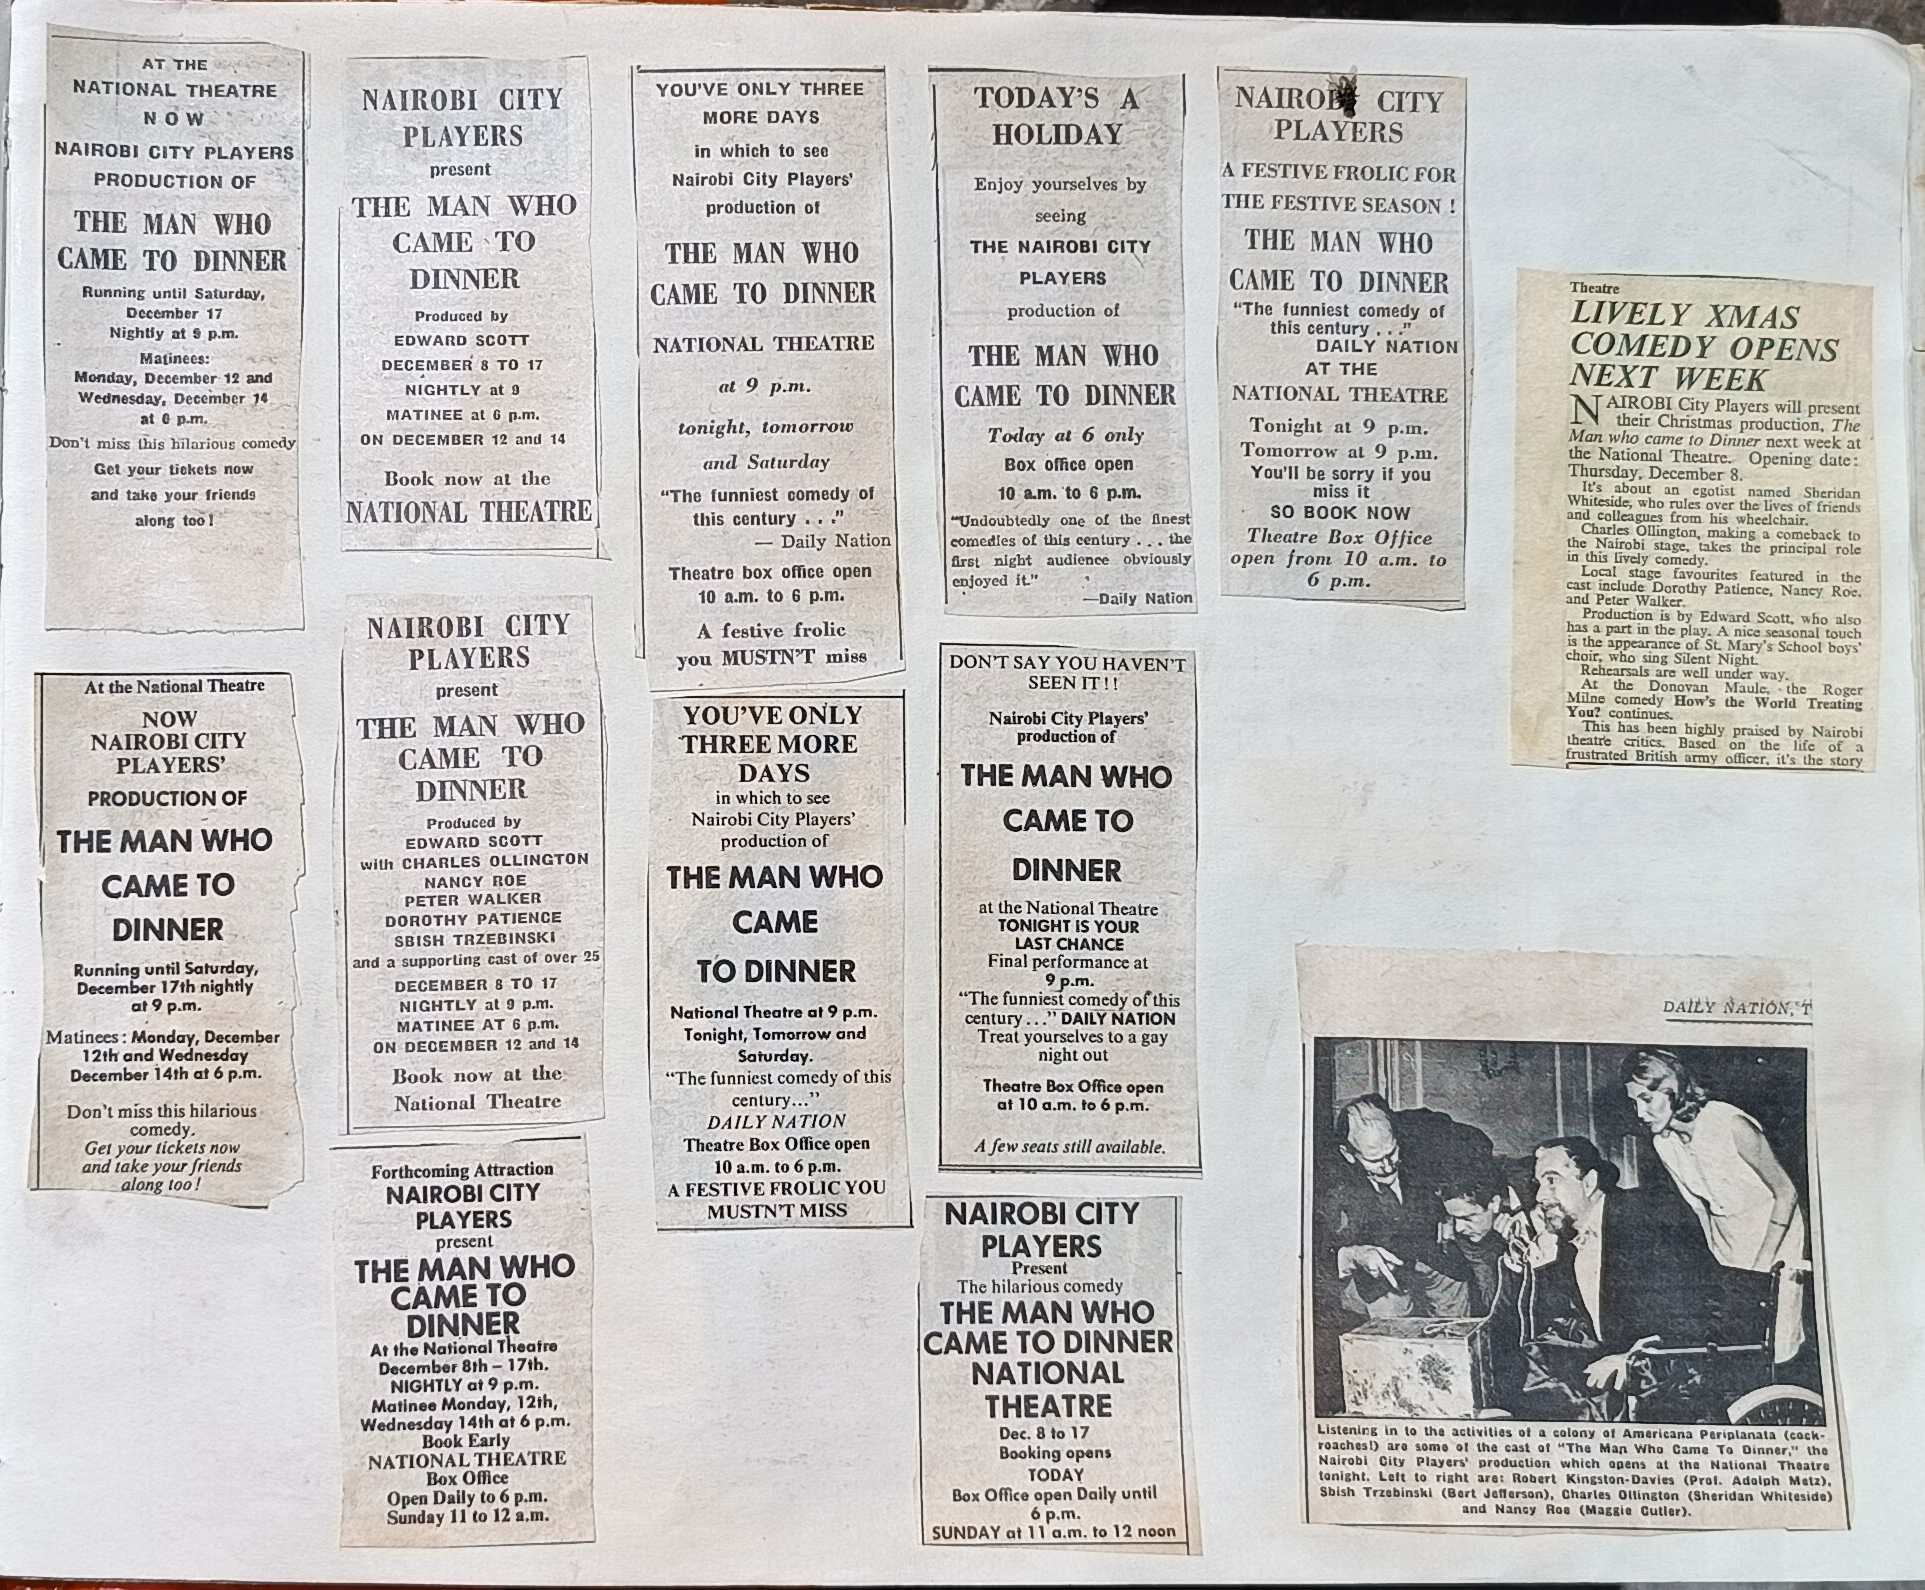 AT THE
NATIONAL THEATRE
NOW
NAIROBI CITY PLAYERS
PRODUCTION OF
THE MAN WHO
CAME TO DINNER
Running until Saturday,
December 17
Nightly at 9 p.m.
Matinees:
Monday, December 12 and
Wednesday, December 14
at 6 p.m.
Don't miss this hilarious comedy
Get your tickets now
and take your friends
along too!
At the National Theatre
NOW
NAIROBI CITY
PLAYERS'
PRODUCTION OF
THE MAN WHO
CAME TO
DINNER
Running until Saturday,
December 17th nightly
at 9 p.m.
Matinees: Monday, December
12th and Wednesday
December 14th at 6 p.m.
Don't miss this hilarious
comedy.
Get your tickets now
and take your friends
along too!
NAIROBI CITY
PLAYERS
present
THE MAN WHO
CAME TO
DINNER
Produced by
EDWARD SCOTT
DECEMBER 8 TO 17
NIGHTLY at 9
MATINEE at 6 p.m.
ON DECEMBER 12 and 14
Book now at the
NATIONAL THEATRE
NAIROBI CITY
PLAYERS
present
THE MAN WHO
CAME TO
DINNER
Produced by
EDWARD SCOTT
with CHARLES OLLINGTON
NANCY ROE
PETER WALKER
DOROTHY PATIENCE
SBISH TRZEBINSKI
and a supporting cast of over 25
DECEMBER 8 TO 17
NIGHTLY at 9 p.m.
MATINEE AT 6 p.m.
ON DECEMBER 12 and 14
Book now at the
National Theatre
Forthcoming Attraction
NAIROBI CITY
PLAYERS
present
THE MAN WHO
CAME TO
DINNER
At the National Theatre
December 8th – 17th.
NIGHTLY at 9 p.m.
Matinee Monday, 12th,
Wednesday 14th at 6 p.m.
Book Early
NATIONAL THEATRE
Box Office
Open Daily to 6 p.m.
Sunday 11 to 12 a.m.
YOU'VE ONLY THREE
MORE DAYS
in which to see
Nairobi City Players'
production of
THE MAN WHO
CAME TO DINNER
NATIONAL THEATRE
at 9 p.m.
tonight, tomorrow
and Saturday
"The funniest comedy of
this century . . ."
— Daily Nation
Theatre box office open
10 a.m. to 6 p.m.
A festive frolic
you MUSTN'T miss
YOU'VE ONLY
THREE MORE
DAYS
in which to see
Nairobi City Players'
production of
THE MAN WHO
CAME
TO DINNER
National Theatre at 9 p.m.
Tonight, Tomorrow and
Saturday.
"The funniest comedy of this
century..."
DAILY NATION
Theatre Box Office open
10 a.m. to 6 p.m.
A FESTIVE FROLIC YOU
MUSTN'T MISS
TODAY'S A
HOLIDAY
Enjoy yourselves by
seeing
THE NAIROBI CITY
PLAYERS
production of
THE MAN WHO
CAME TO DINNER
Today at 6 only
Box office open
10 a.m. to 6 p.m.
"Undoubtedly one of the finest
comedies of this century . . . the
first night audience obviously
enjoyed it."
—Daily Nation
DON'T SAY YOU HAVEN'T
SEEN IT!!
Nairobi City Players'
production of
THE MAN WHO
CAME TO
DINNER
at the National Theatre
TONIGHT IS YOUR
LAST CHANCE
Final performance at
9 p.m.
"The funniest comedy of this
century..." DAILY NATION
Treat yourselves to a gay
night out
Theatre Box Office open
at 10 a.m. to 6 p.m.
A few seats still available.
NAIROBI CITY
PLAYERS
Present
The hilarious comedy
THE MAN WHO
CAME TO DINNER
NATIONAL
THEATRE
Dec. 8 to 17
Booking opens
TODAY
Box Office open Daily until
6 p.m.
SUNDAY at 11 a.m. to 12 noon
NAIROBI CITY
PLAYERS
A FESTIVE FROLIC FOR
THE FESTIVE SEASON !
THE MAN WHO
CAME TO DINNER
"The funniest comedy of
this century . . ."
DAILY NATION
AT THE
NATIONAL THEATRE
Tonight at 9 p.m.
Tomorrow at 9 p.m.
You'll be sorry if you
miss it
SO BOOK NOW
Theatre Box Office
open from 10 a.m. to
6 p.m.
Theatre
LIVELY XMAS
COMEDY OPENS
NEXT WEEK
NAIROBI City Players will present
their Christmas production, The
Man who came to Dinner next week at
the National Theatre. Opening date:
Thursday, December 8.
It's about an egotist named Sheridan
Whiteside, who rules over the lives of friends
and colleagues from his wheelchair.
Charles Ollington, making a comeback to
the Nairobi stage, takes the principal role
in this lively comedy.
Local stage favourites featured in the
cast include Dorothy Patience, Nancy Roe,
and Peter Walker.
Production is by Edward Scott, who also
has a part in the play. A nice seasonal touch
is the appearance of St. Mary's School boys'
choir, who sing Silent Night.
Rehearsals are well under way.
At the Donovan Maule, the Roger
Milne comedy How's the World Treating
You? continues.
This has been highly praised by Nairobi
theatre critics. Based on the life of a
frustrated British army officer, it's the story
DAILY NATION, T
Listening in to the activities of a colony of Americana Periplanata (cock-
roaches!) are some of the cast of "The Man Who Came To Dinner," the
Nairobi City Players' production which opens at the National Theatre
tonight. Left to right are: Robert Kingston-Davies (Prof. Adolph Metz),
Sbish Trzebinski (Bert Jefferson), Charles Ollington (Sheridan Whiteside)
and Nancy Roe (Maggie Cutler).